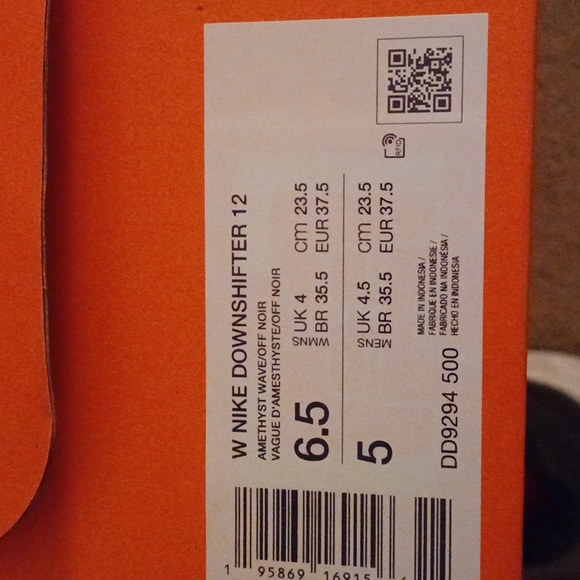 W NIKE DOWNSHIFTER 12
AMETHYST WAVE/OFF NOIR
VAGUE D'AMESTHYSTE/OFF NOIR
6.5 WMNS UK 4 cm 23.5
BR 35.5 EUR 37.5
5 MENS UK 4.5 cm 23.5
BR 35.5 EUR 37.5
RFID
DD9294 500
MADE IN INDONESIA /
FABRIQUE EN INDONESIE /
FABRICADO NA INDONÉSIA /
HECHO EN INDONESIA
1 95869 16915